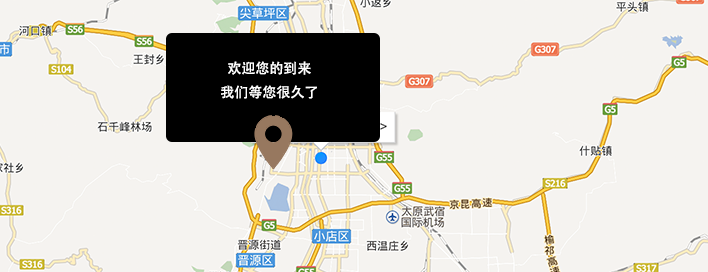 小返乡
尖草坪区
平头镇
河口镇
S56
S56
市
王封乡
G307
G5
S104
欢迎您的到来
我们等您很久了
G307
G5
石千峰林场
>
什贴镇
G55
家社乡
S216
G55
京昆高速
S316
太原武宿
国际机场
G5
小店区
晋源街道
西温庄乡
榆祁高速
晋源区
S316
G55